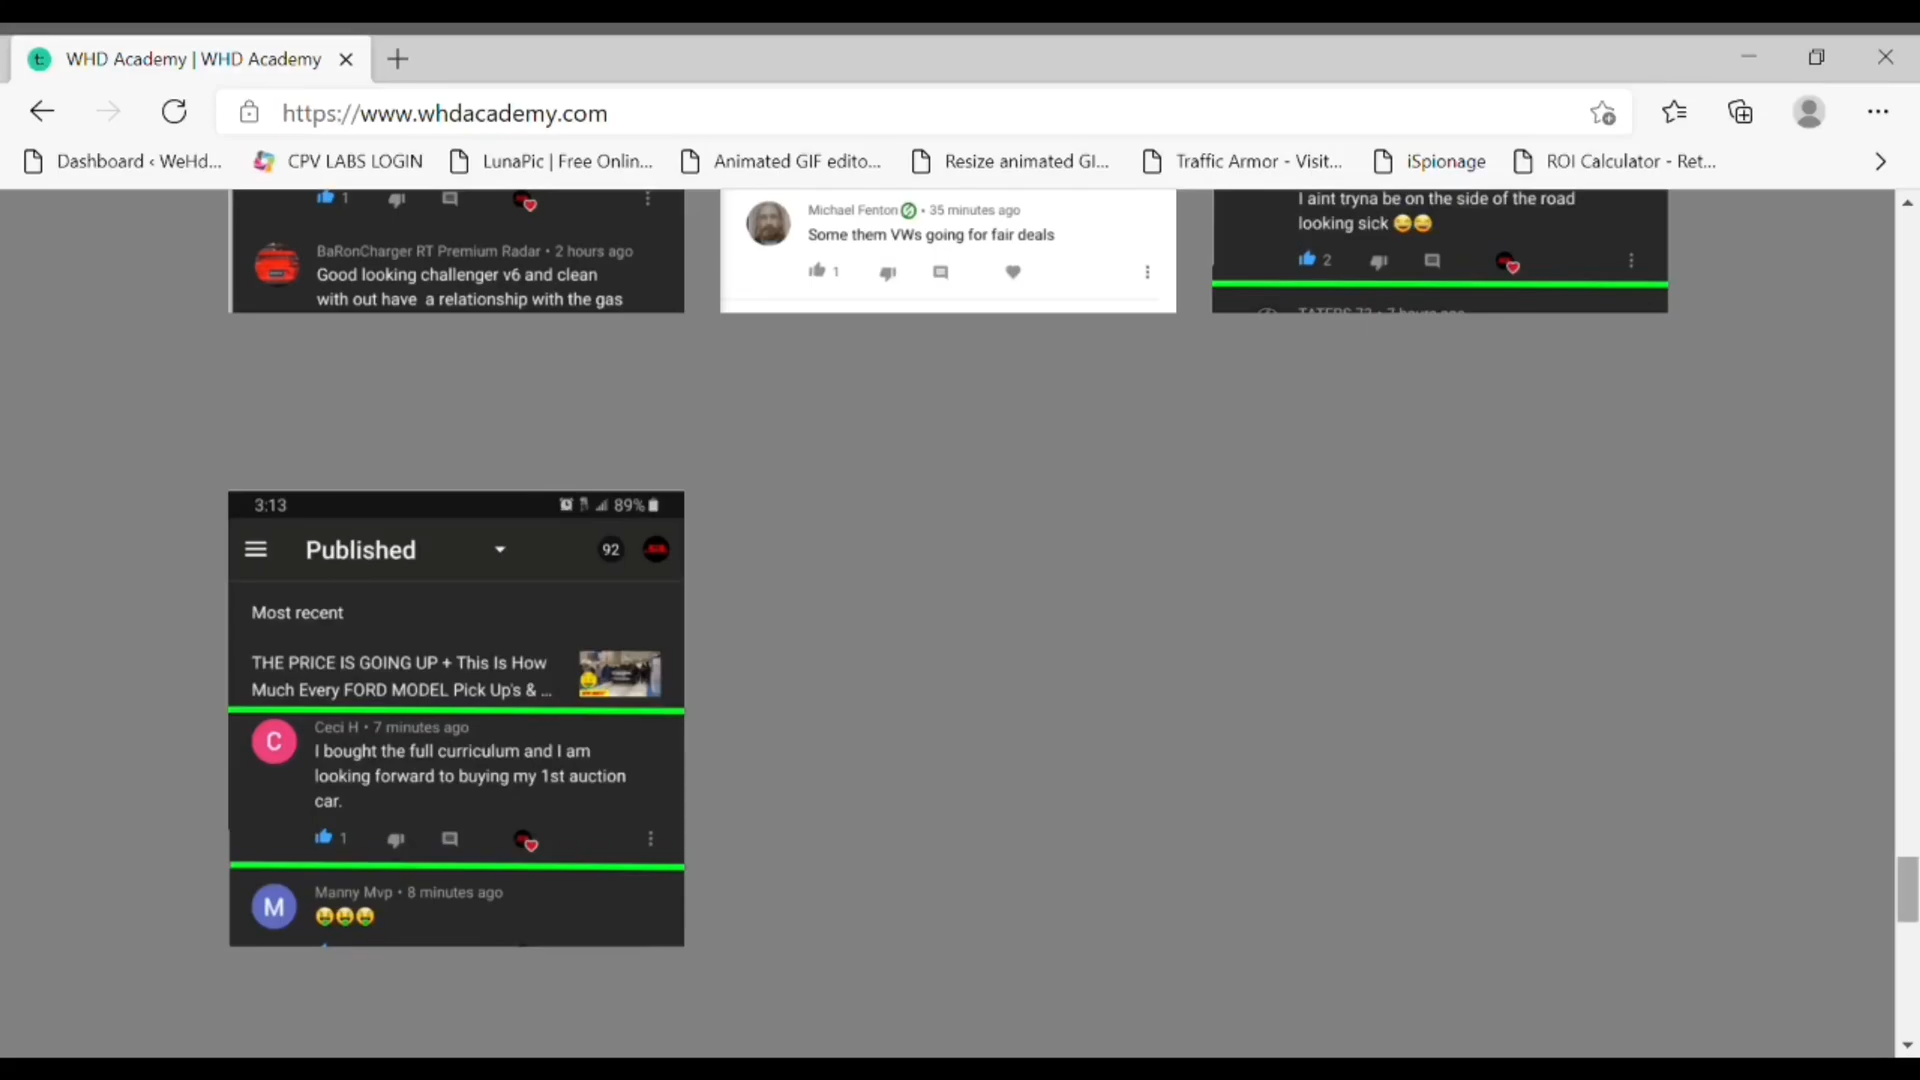 WHD Academy | WHD Academy
https://www.whdacademy.com
Dashboard ‹ WeHd...
CPV LABS LOGIN
LunaPic | Free Onlin...
Animated GIF edito...
Resize animated GI...
Traffic Armor - Visit...
iSpionage
ROI Calculator - Ret...
1
BaRonCharger RT Premium Radar • 2 hours ago
Good looking challenger v6 and clean
with out have a relationship with the gas
Michael Fenton • 35 minutes ago
Some them VWs going for fair deals
1
I aint tryna be on the side of the road
looking sick 😅😅
2
TATERS 73 • 7 hours ago
3:13
89%
Published
92
Most recent
THE PRICE IS GOING UP + This Is How
Much Every FORD MODEL Pick Up's & ...
C
Ceci H • 7 minutes ago
I bought the full curriculum and I am
looking forward to buying my 1st auction
car.
1
M
Manny Mvp • 8 minutes ago
🤑🤑🤑